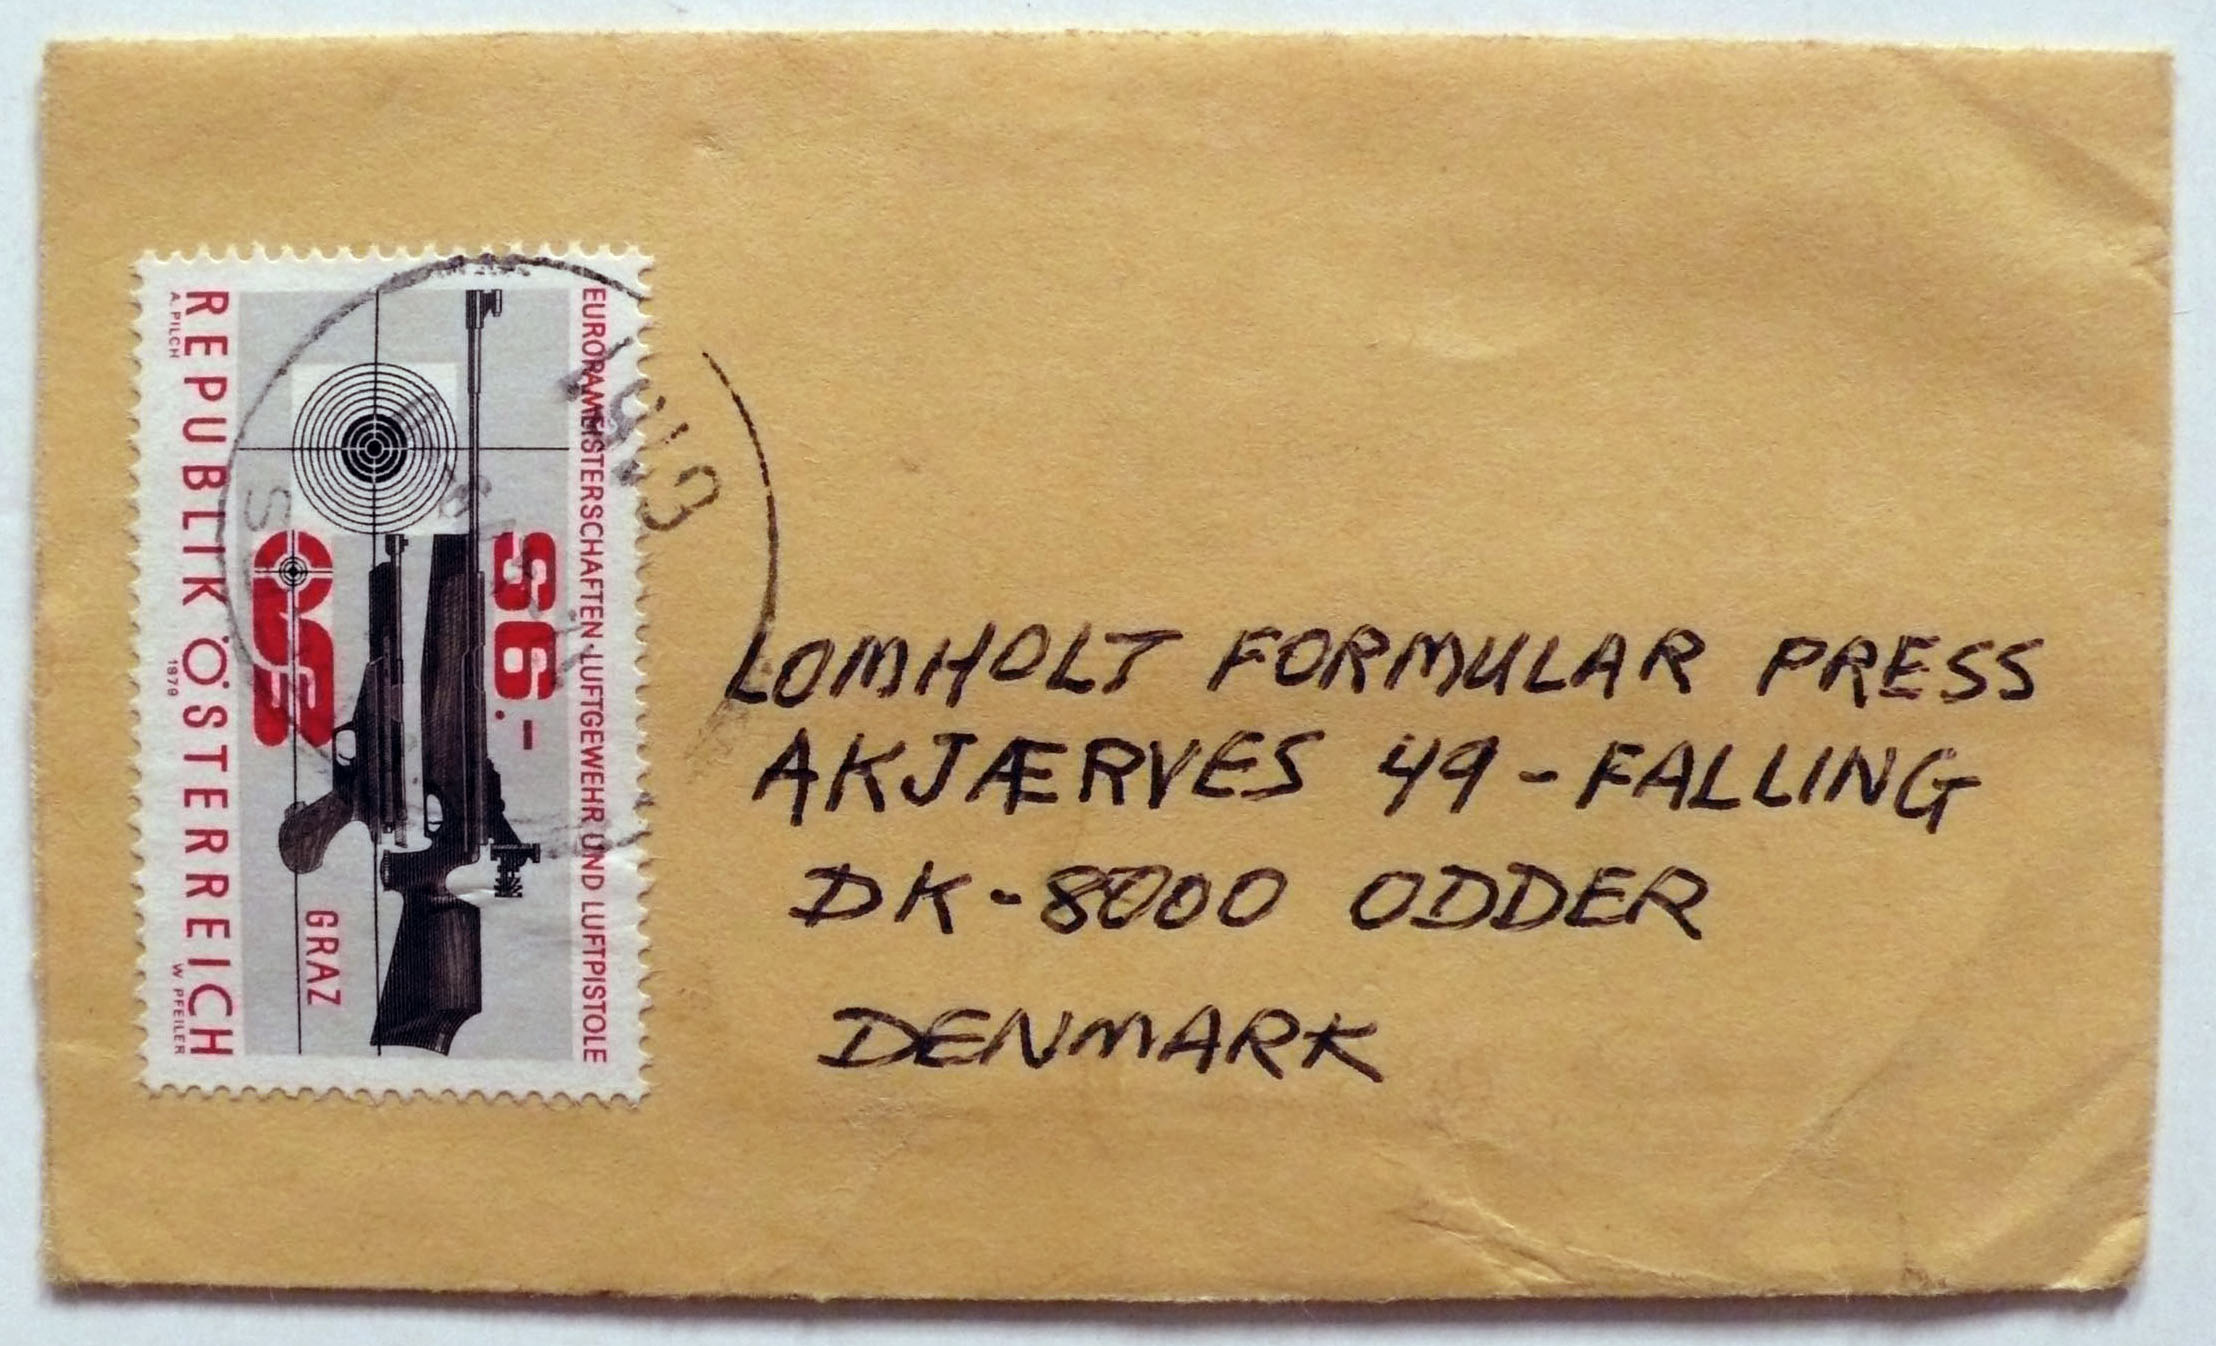 EUROPAMEISTERSCHAFTEN·LUFTGEWEHR UND LUFTPISTOLE
S6.-
GRAZ
REPUBLIK ÖSTERREICH
A. PILCH
1979
W. PFEILER
LOMHOLT FORMULAR PRESS
AKJÆRVES 49 - FALLING
DK - 8000 ODDER
DENMARK